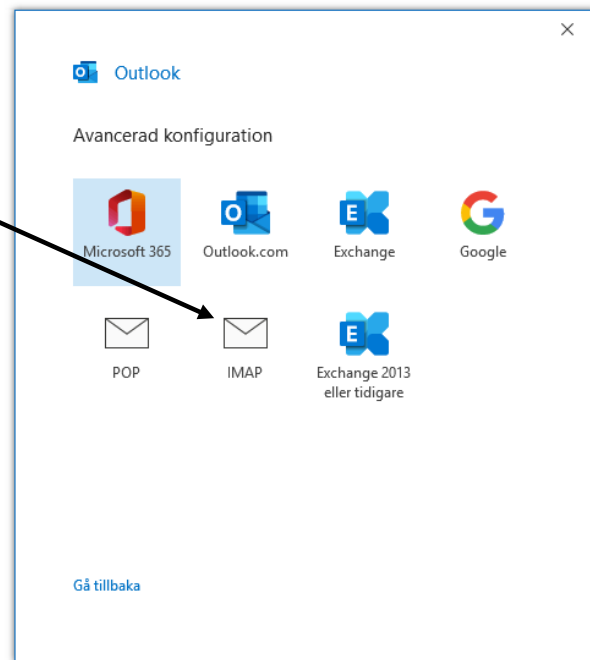 Outlook
Avancerad konfiguration
Microsoft 365
Outlook.com
Exchange
Google
POP
IMAP
Exchange 2013
eller tidigare
Gå tillbaka